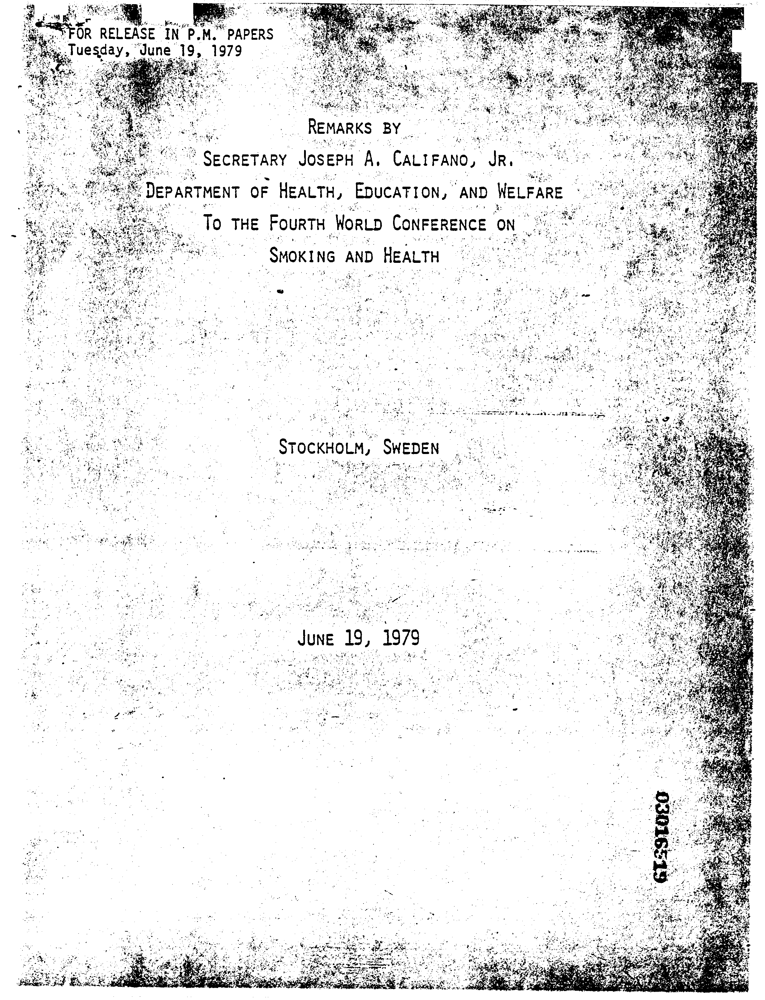 FOR RELEASE IN P.M. PAPERS
Tuesday, June 19, 1979
REMARKS BY
SECRETARY JOSEPH A. CALIFANO, JR.
DEPARTMENT OF HEALTH, EDUCATION, AND WELFARE
TO THE FOURTH WORLD CONFERENCE ON
SMOKING AND HEALTH
STOCKHOLM, SWEDEN
JUNE 19, 1979
03016519